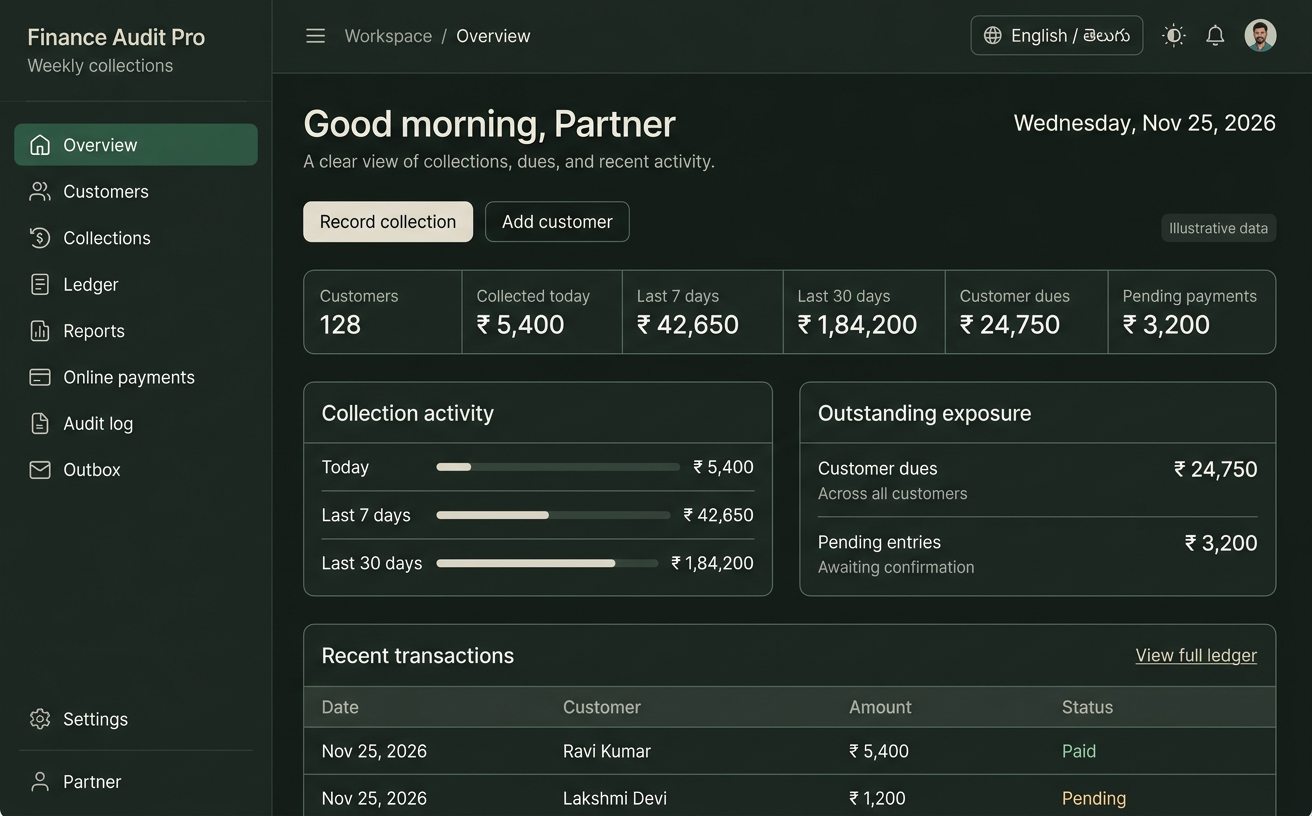 Finance Audit Pro
Weekly collections
Overview
Customers
Collections
Ledger
Reports
Online payments
Audit log
Outbox
Settings
Partner
Workspace / Overview
English / తెలుగు
Good morning, Partner
Wednesday, Nov 25, 2026
A clear view of collections, dues, and recent activity.
Record collection
Add customer
Illustrative data
Customers
128
Collected today
₹ 5,400
Last 7 days
₹ 42,650
Last 30 days
₹ 1,84,200
Customer dues
₹ 24,750
Pending payments
₹ 3,200
Collection activity
Today ₹ 5,400
Last 7 days ₹ 42,650
Last 30 days ₹ 1,84,200
Outstanding exposure
Customer dues ₹ 24,750
Across all customers
Pending entries ₹ 3,200
Awaiting confirmation
Recent transactions View full ledger
Date Customer Amount Status
Nov 25, 2026 Ravi Kumar ₹ 5,400 Paid
Nov 25, 2026 Lakshmi Devi ₹ 1,200 Pending